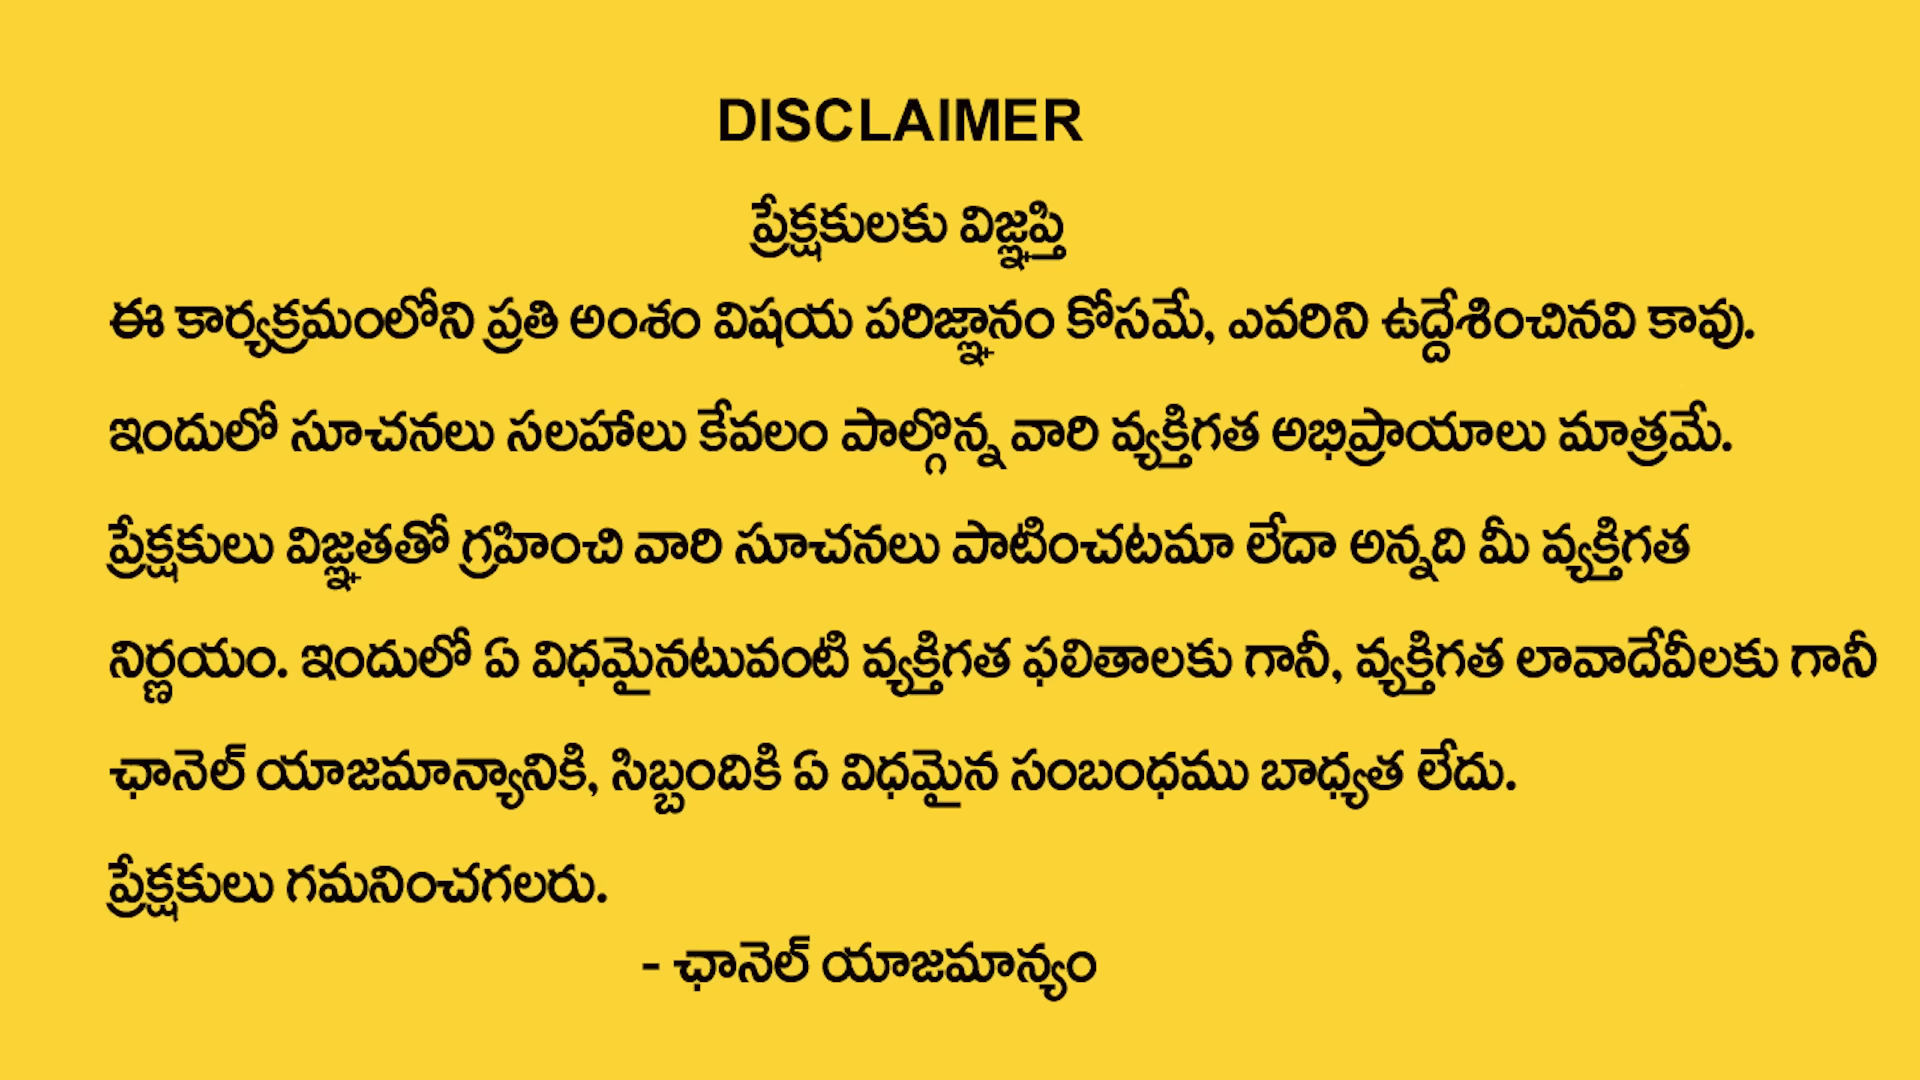 DISCLAIMER
ప్రేక్షకులకు విజ్ఞప్తి
ఈ కార్యక్రమంలోని ప్రతి అంశం విషయ పరిజ్ఞానం కోసమే, ఎవరిని ఉద్దేశించినవి కావు.
ఇందులో సూచనలు సలహాలు కేవలం పాల్గొన్న వారి వ్యక్తిగత అభిప్రాయాలు మాత్రమే.
ప్రేక్షకులు విజ్ఞతతో గ్రహించి వారి సూచనలు పాటించటమా లేదా అన్నది మీ వ్యక్తిగత
నిర్ణయం. ఇందులో ఏ విధమైనటువంటి వ్యక్తిగత ఫలితాలకు గానీ, వ్యక్తిగత లావాదేవీలకు గానీ
ఛానెల్ యాజమాన్యానికి, సిబ్బందికి ఏ విధమైన సంబంధము బాధ్యత లేదు.
ప్రేక్షకులు గమనించగలరు.
- ఛానెల్ యాజమాన్యం